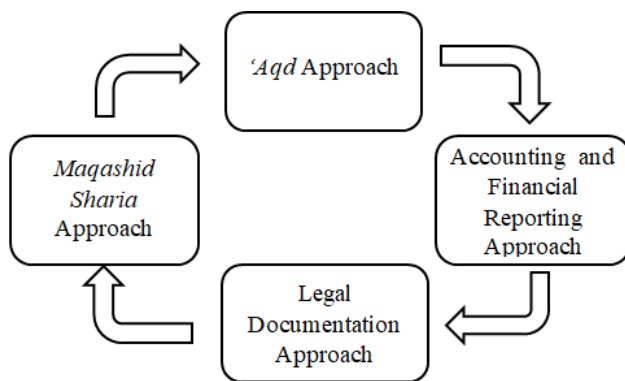 ‘Aqd Approach
Accounting and
Financial
Reporting
Approach
Legal
Documentation
Approach
Maqashid
Sharia
Approach